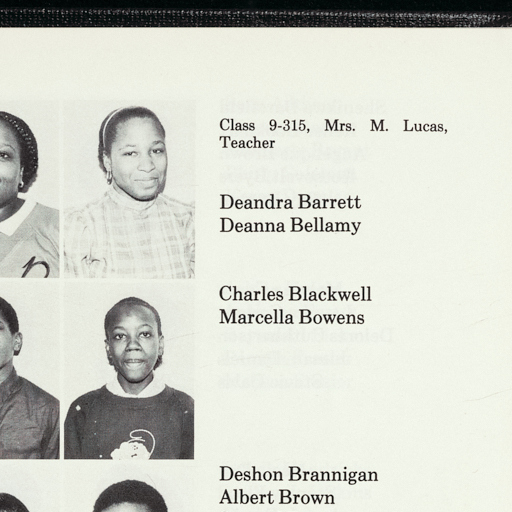 Class 9-315, Mrs. M. Lucas,
Teacher
Deandra Barrett
Deanna Bellamy
Charles Blackwell
Marcella Bowens
Deshon Brannigan
Albert Brown